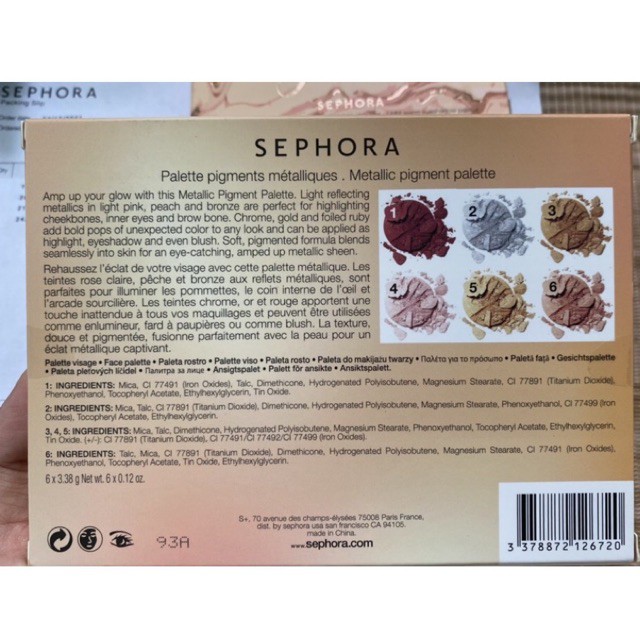 SEPHORA
Packing Slip
SEPHORA
SEPHORA
Palette pigments métalliques . Metallic pigment palette
Amp up your glow with this Metallic Pigment Palette. Light reflecting
metallics in light pink, peach and bronze are perfect for highlighting
cheekbones, inner eyes and brow bone. Chrome, gold and foiled ruby
add bold pops of unexpected color to any look and can be applied as
highlight, eyeshadow and even blush. Soft, pigmented formula blends
seamlessly into skin for an eye-catching, amped up metallic sheen.
Rehaussez l'éclat de votre visage avec cette palette métallique. Les
teintes rose claire, pêche et bronze aux reflets métalliques, sont
parfaites pour illuminer les pommettes, le coin interne de l'œil et
l'arcade sourcilière. Les teintes chrome, or et rouge apportent une
touche inattendue à tous vos maquillages et peuvent être utilisées
comme enlumineur, fard à paupières ou comme blush. La texture,
douce et pigmentée, fusionne parfaitement avec la peau pour un
éclat métallique captivant.
1 2 3
4 5 6
Palette visage • Face palette • Paleta rostro • Palette viso • Paleta rosto • Paleta do makijażu twarzy • Παλέτα για το πρόσωπο • Paletă față • Gesichtspalette
• Paleta pleťových líčidel • Палитра за лице • Ansigtspalet • Palett för ansikte • Ansiktspalett.
1: INGREDIENTS: Mica, CI 77491 (Iron Oxides), Talc, Dimethicone, Hydrogenated Polyisobutene, Magnesium Stearate, CI 77891 (Titanium Dioxide),
Phenoxyethanol, Tocopheryl Acetate, Ethylhexylglycerin, Tin Oxide.
2: INGREDIENTS: Mica, Talc, CI 77891 (Titanium Dioxide), Dimethicone, Hydrogenated Polyisobutene, Magnesium Stearate, Phenoxyethanol, CI 77499 (Iron
Oxides), Tocopheryl Acetate, Ethylhexylglycerin.
3, 4, 5: INGREDIENTS: Mica, Talc, Dimethicone, Hydrogenated Polyisobutene, Magnesium Stearate, Phenoxyethanol, Tocopheryl Acetate, Ethylhexylglycerin,
Tin Oxide. (+/-): CI 77891 (Titanium Dioxide), CI 77491/CI 77492/CI 77499 (Iron Oxides).
6: INGREDIENTS: Talc, Mica, CI 77891 (Titanium Dioxide), Dimethicone, Hydrogenated Polyisobutene, Magnesium Stearate, CI 77491 (Iron Oxides),
Phenoxyethanol, Tocopheryl Acetate, Tin Oxide, Ethylhexylglycerin.
6 x 3.38 g Net wt. 6 x 0.12 oz.
S+, 70 avenue des champs-élysées 75008 Paris France,
dist. by sephora usa san francisco CA 94105.
made in China.
www.sephora.com
93A
3 378872 126720